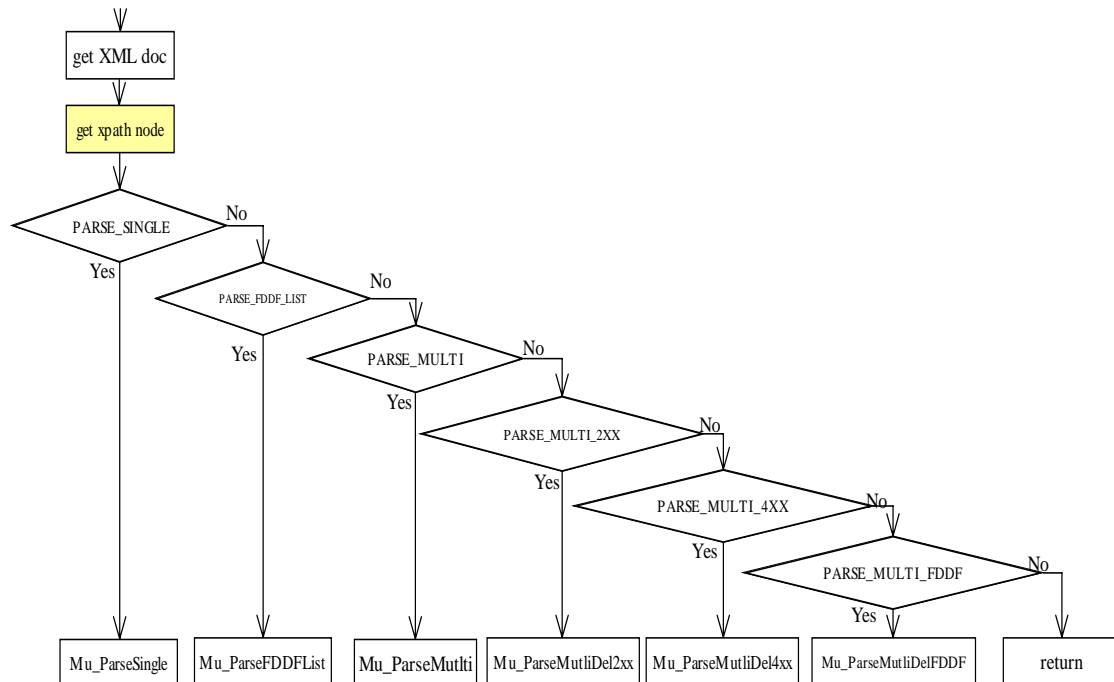 get XML doc
get xpath node
PARSE_SINGLE
No
Yes
PARSE_FDDF_LIST
No
Yes
PARSE_MULTI
No
Yes
PARSE_MULTI_2XX
No
Yes
PARSE_MULTI_4XX
No
Yes
PARSE_MULTI_FDDF
No
Yes
Mu_ParseSingle
Mu_ParseFDDFList
Mu_ParseMutlti
Mu_ParseMutliDel2xx
Mu_ParseMutliDel4xx
Mu_ParseMutliDelFDDF
return